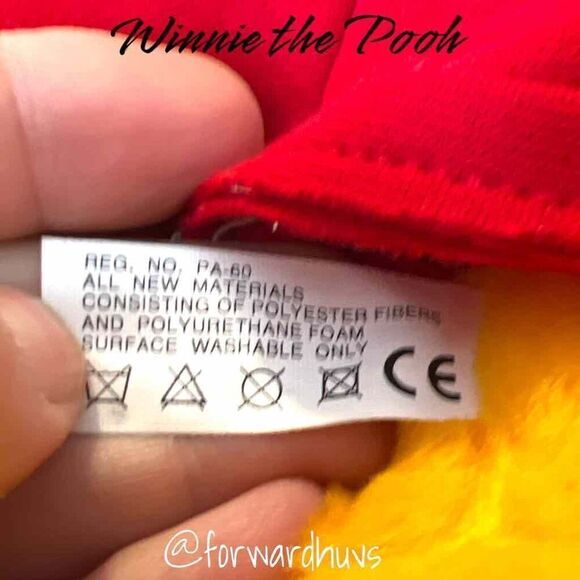 Winnie the Pooh
REG. NO. PA-60
ALL NEW MATERIALS
CONSISTING OF POLYESTER FIBERS
AND POLYURETHANE FOAM
SURFACE WASHABLE ONLY
CE
@forwardhuvs